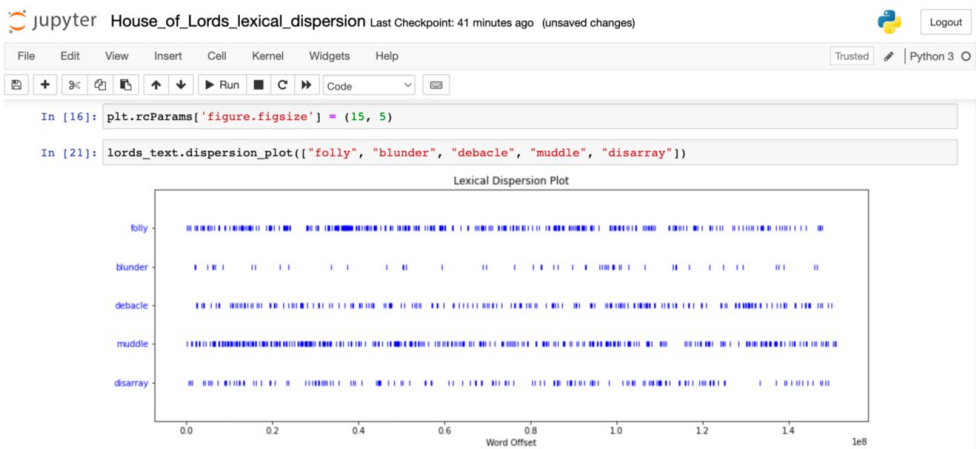 jupyter House_of_Lords_lexical_dispersion Last Checkpoint: 41 minutes ago (unsaved changes) Logout
File Edit View Insert Cell Kernel Widgets Help Trusted Python 3
Run Code
In [16]: plt.rcParams['figure.figsize'] = (15, 5)
In [21]: lords_text.dispersion_plot(["folly", "blunder", "debacle", "muddle", "disarray"])
Lexical Dispersion Plot
folly
blunder
debacle
muddle
disarray
0.0 0.2 0.4 0.6 0.8 1.0 1.2 1.4
Word Offset 1e8